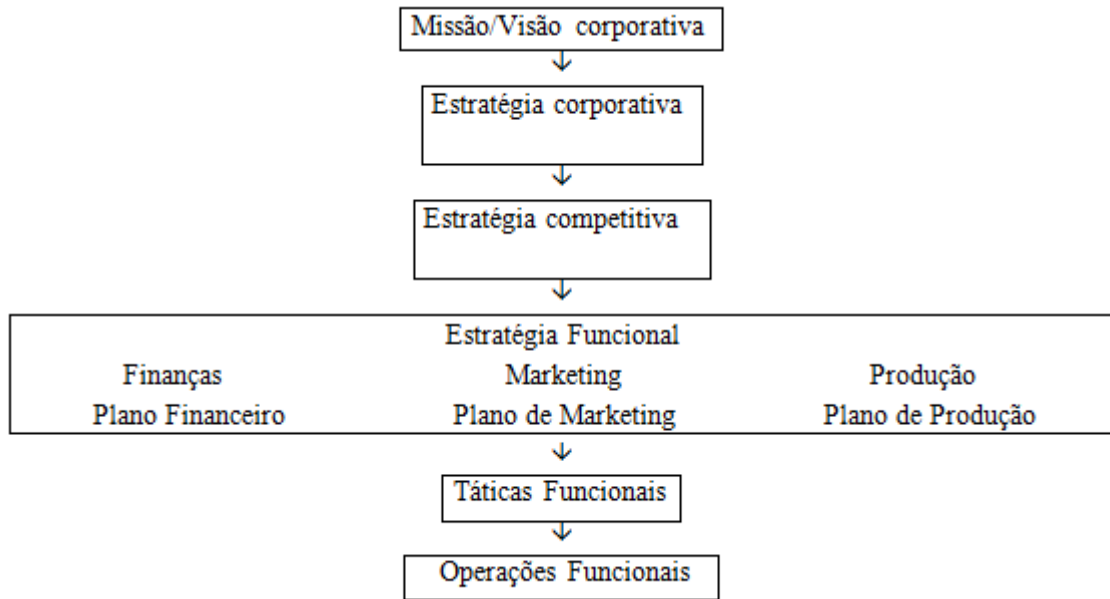 Missão/Visão corporativa
Estratégia corporativa
Estratégia competitiva
Estratégia Funcional
Finanças Marketing Produção
Plano Financeiro Plano de Marketing Plano de Produção
Táticas Funcionais
Operações Funcionais